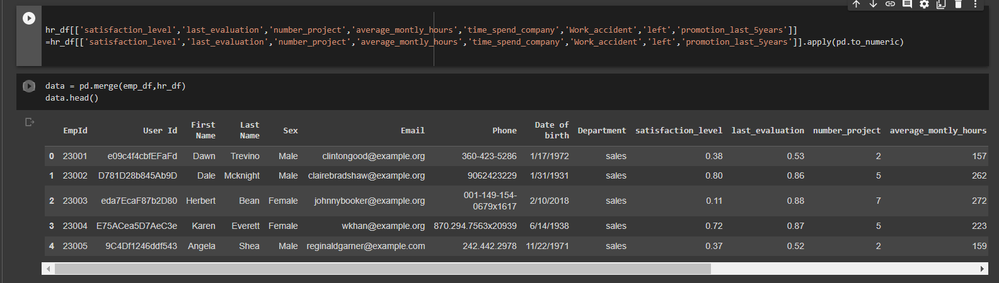 hr_df[['satisfaction_level','last_evaluation','number_project','average_montly_hours','time_spend_company','Work_accident','left','promotion_last_5years']]
=hr_df[['satisfaction_level','last_evaluation','number_project','average_montly_hours','time_spend_company','Work_accident','left','promotion_last_5years']].apply(pd.to_numeric)
data = pd.merge(emp_df,hr_df)
data.head()
EmpId User Id First Name Last Name Sex Email Phone Date of birth Department satisfaction_level last_evaluation number_project average_montly_hours
0 23001 e09c4f4cbfEFaFd Dawn Trevino Male clintongood@example.org 360-423-5286 1/17/1972 sales 0.38 0.53 2 157
1 23002 D781D28b845Ab9D Dale Mcknight Male clairebradshaw@example.org 9062423229 1/31/1931 sales 0.80 0.86 5 262
2 23003 eda7EcaF87b2D80 Herbert Bean Female johnnybooker@example.org 001-149-154-0679x1617 2/10/2018 sales 0.11 0.88 7 272
3 23004 E75ACea5D7AeC3e Karen Everett Female wkhan@example.org 870.294.7563x20939 6/14/1938 sales 0.72 0.87 5 223
4 23005 9C4Df1246ddf543 Angela Shea Male reginaldgarner@example.com 242.442.2978 11/22/1971 sales 0.37 0.52 2 159